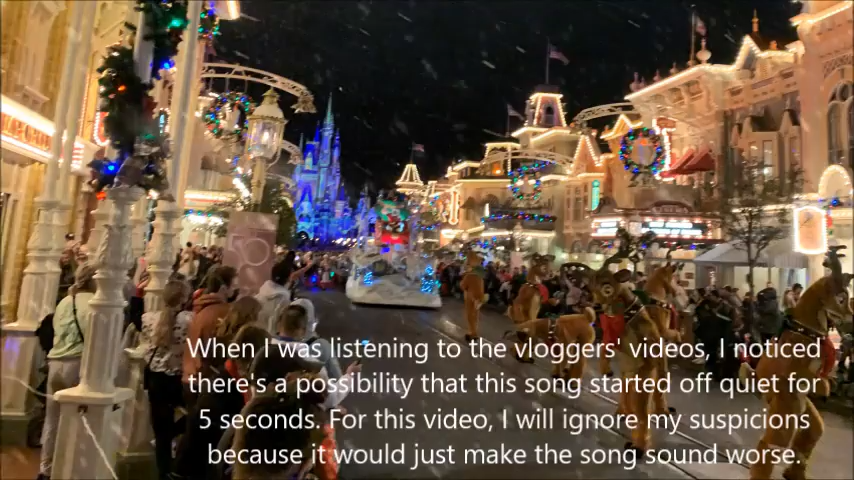 50
When I was listening to the vloggers' videos, I noticed
there's a possibility that this song started off quiet for
5 seconds. For this video, I will ignore my suspicions
because it would just make the song sound worse.